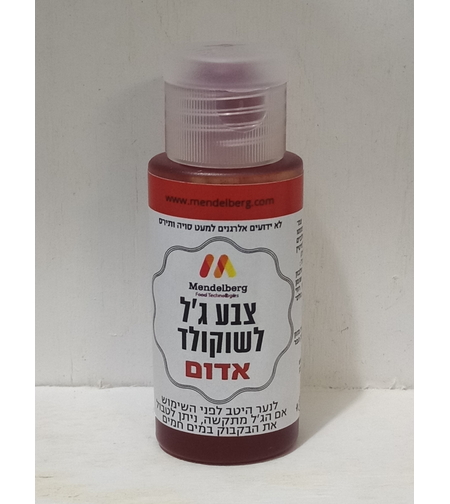 www.mendelberg.com
לא ידועים אלרגנים למעט סויה ותירס
Mendelberg
Food Technologies
צבע ג'ל
לשוקולד
אדום
לנער היטב לפני השימוש
אם הג'ל מתקשה, ניתן לטבול
את הבקבוק במים חמים